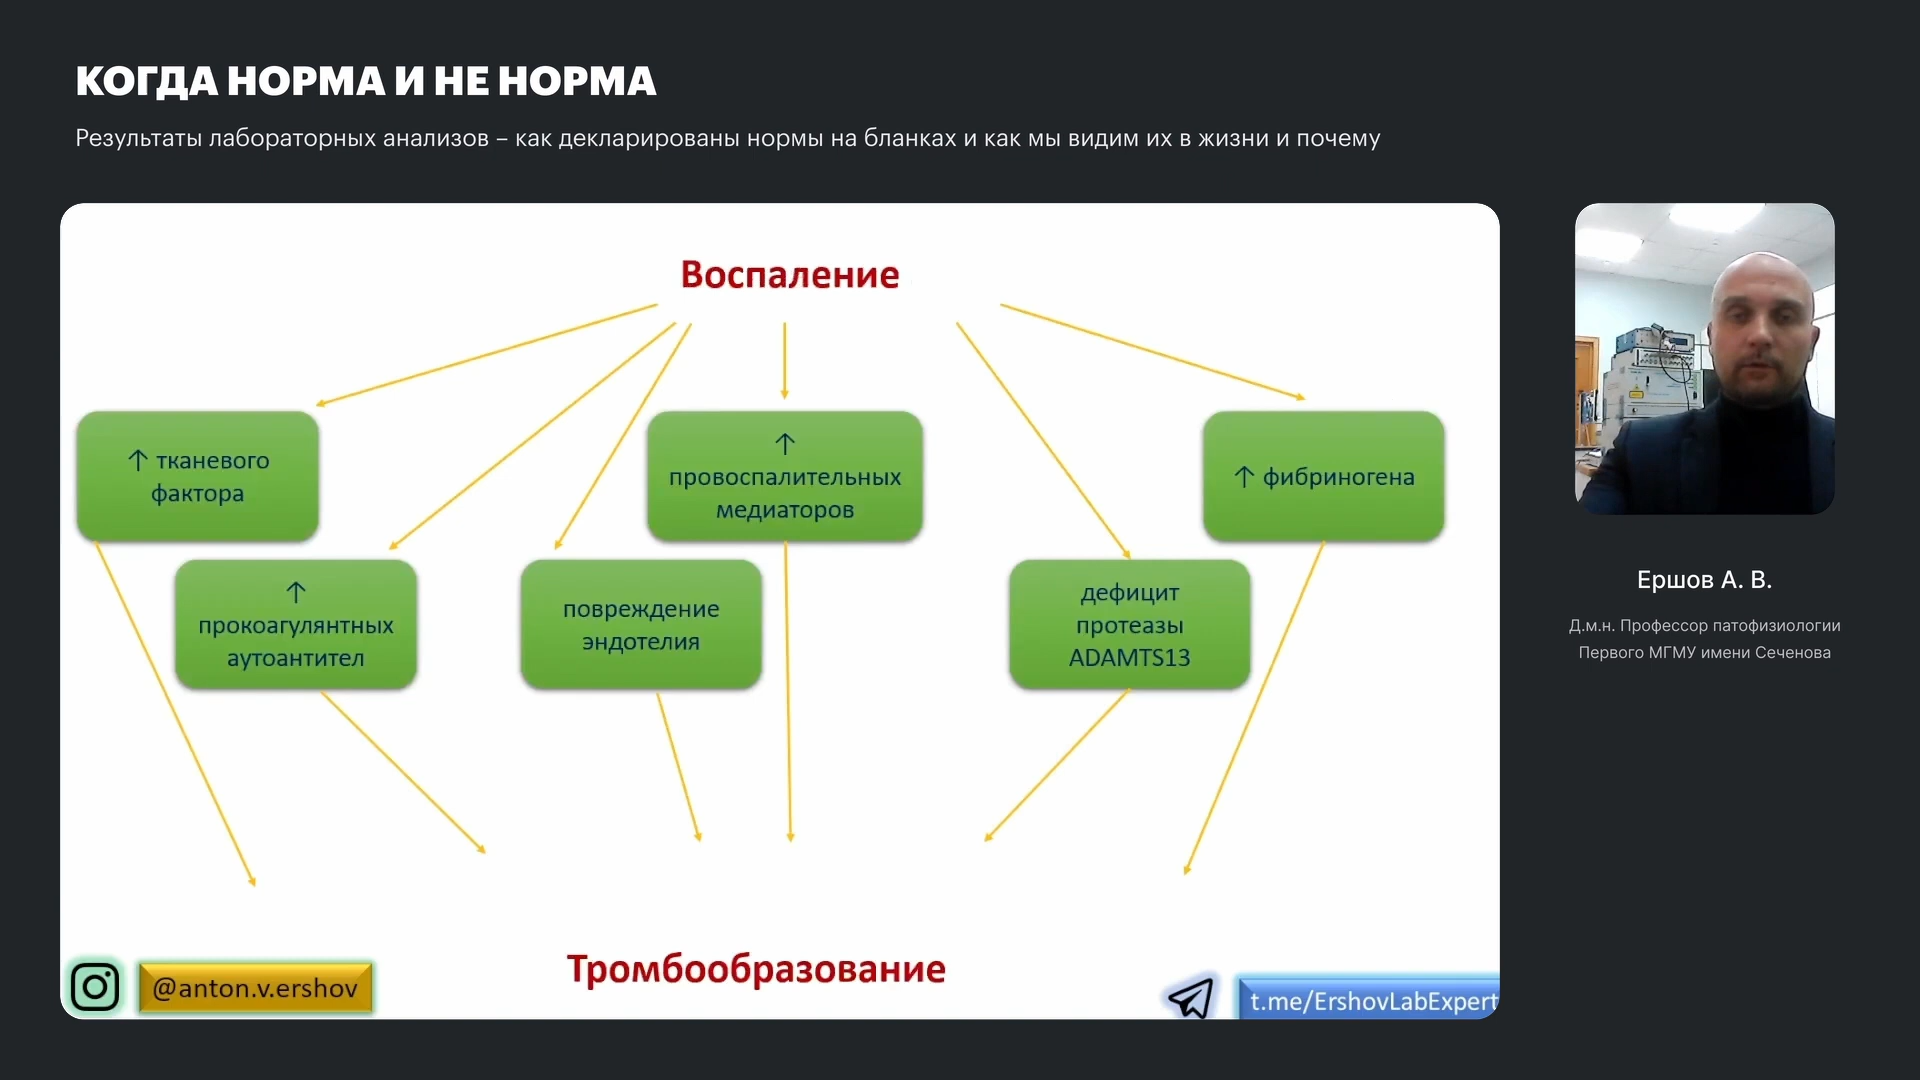 КОГДА НОРМА И НЕ НОРМА
Результаты лабораторных анализов – как декларированы нормы на бланках и как мы видим их в жизни и почему
Воспаление
↑ тканевого
фактора
↑
провоспалительных
медиаторов
↑ фибриногена
↑
прокоагулянтных
аутоантител
повреждение
эндотелия
дефицит
протеазы
ADAMTS13
Тромбообразование
@anton.v.ershov
t.me/ErshovLabExpert
Ершов А. В.
Д.м.н. Профессор патофизиологии
Первого МГМУ имени Сеченова